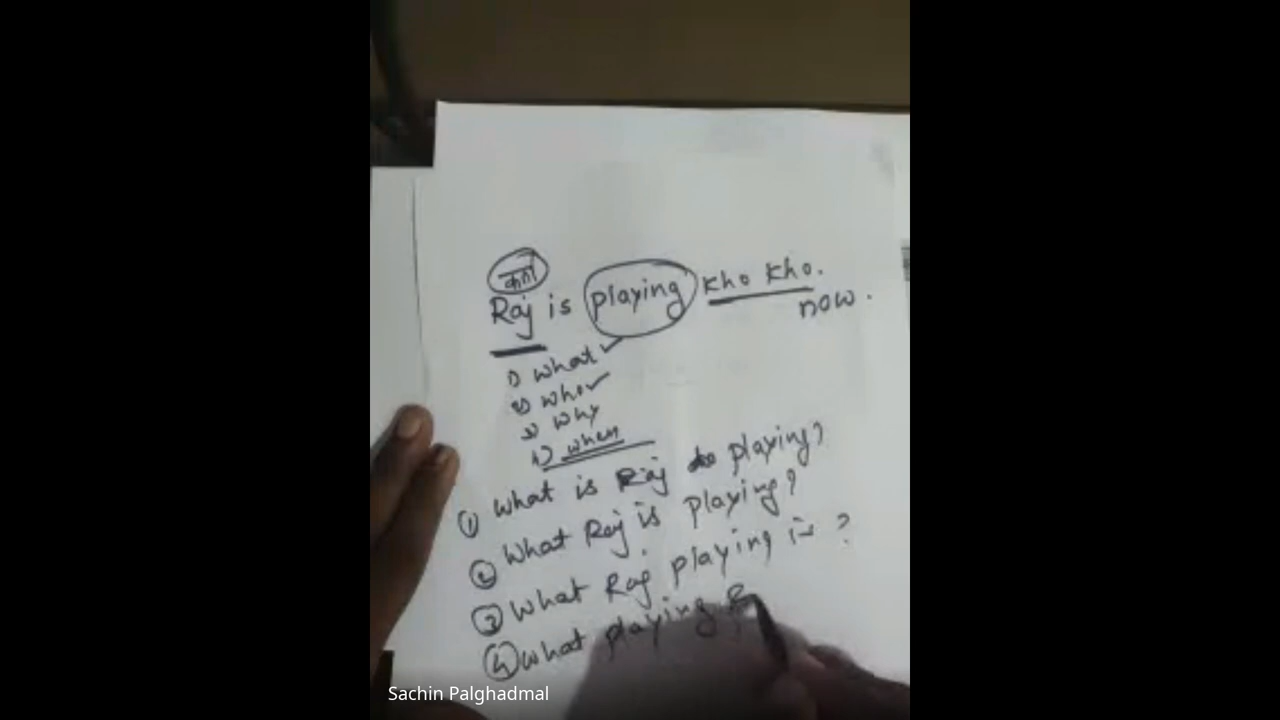 कर्ता
Raj is playing kho kho.
now.
1) what ✓
2) who ✓
3) why
4) when
① What is Raj playing?
② What Raj is playing?
③ What Raj playing is?
④ What playing R
Sachin Palghadmal